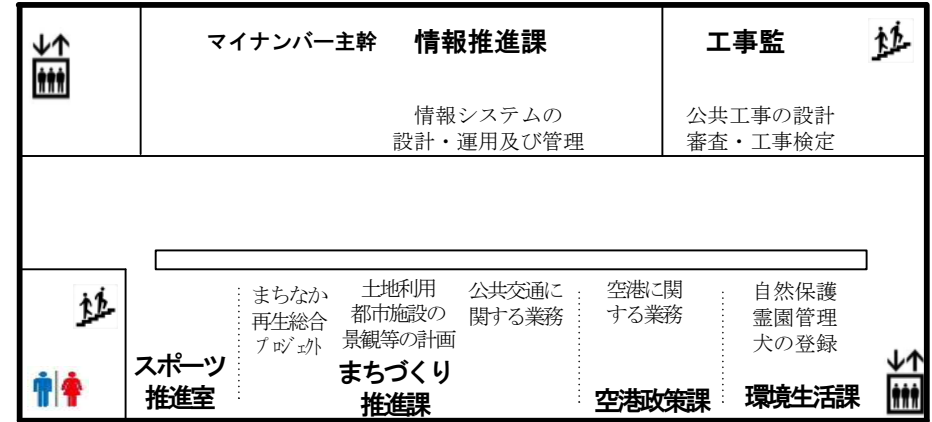 マイナンバー主幹 情報推進課
情報システムの
設計・運用及び管理
工事監
公共工事の設計
審査・工事検定
スポーツ
推進室
まちなか
再生総合
プロジェクト
土地利用
都市施設の
景観等の計画
公共交通に
関する業務
まちづくり
推進課
空港に関
する業務
空港政策課
自然保護
霊園管理
犬の登録
環境生活課